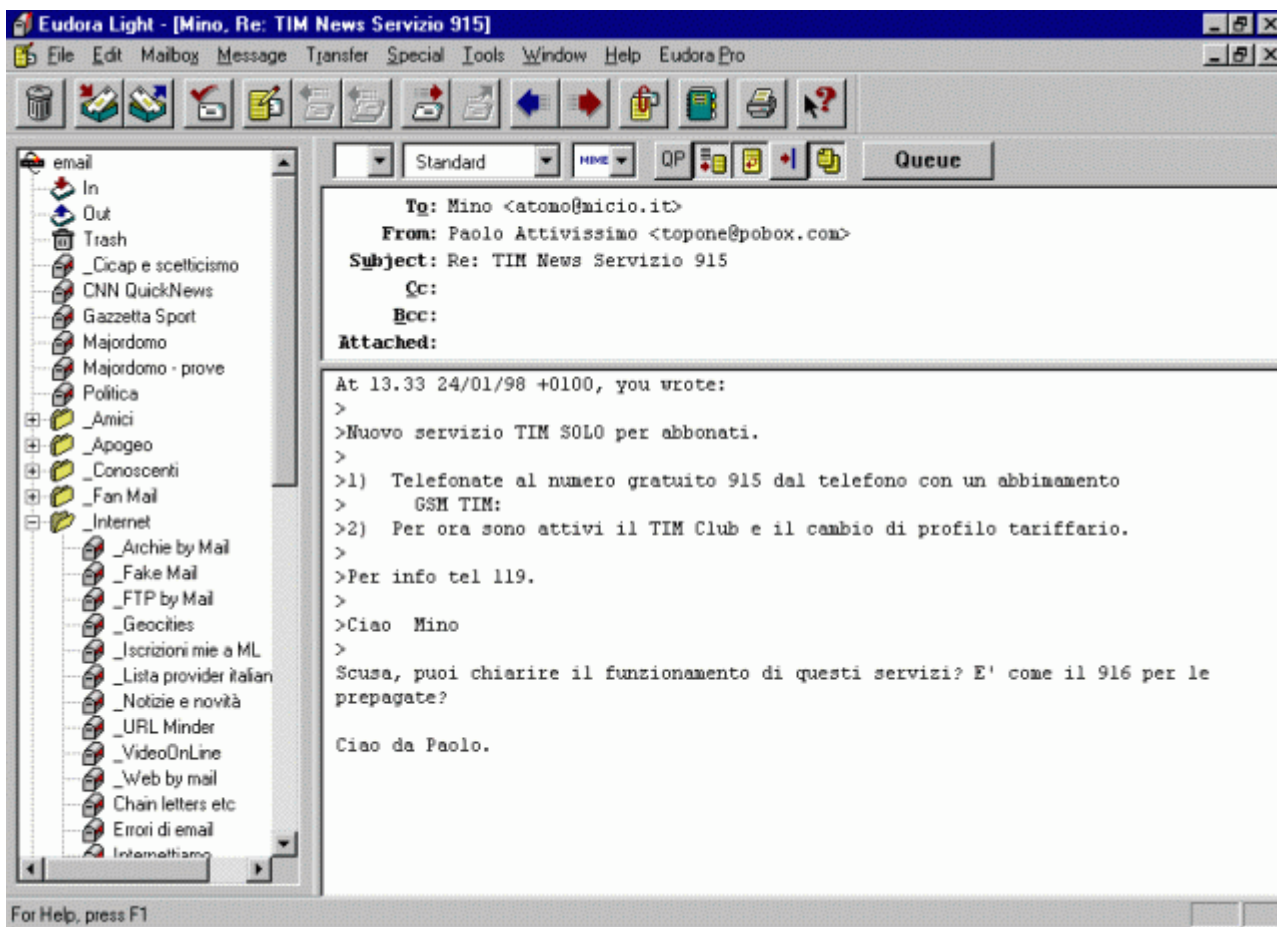 Eudora Light - [Mino, Re: TIM News Servizio 915]
File Edit Mailbox Message Transfer Special Tools Window Help Eudora Pro
Standard MIME QP Queue
email
In
Out
Trash
_Cicap e scetticismo
CNN QuickNews
Gazzetta Sport
Majordomo
Majordomo - prove
Politica
_Amici
_Apogeo
_Conoscenti
_Fan Mail
_Internet
_Archie by Mail
_Fake Mail
_FTP by Mail
_Geocities
_Iscrizioni mie a ML
_Lista provider italian
_Notizie e novità
_URL Minder
_VideoOnLine
_Web by mail
Chain letters etc
Errori di email
Internettiamo
To: Mino <atomo@micio.it>
From: Paolo Attivissimo <topone@pobox.com>
Subject: Re: TIM News Servizio 915
Cc:
Bcc:
Attached:
At 13.33 24/01/98 +0100, you wrote:
>
>Nuovo servizio TIM SOLO per abbonati.
>
>1) Telefonate al numero gratuito 915 dal telefono con un abbinamento
> GSM TIM:
>2) Per ora sono attivi il TIM Club e il cambio di profilo tariffario.
>
>Per info tel 119.
>
>Ciao Mino
>
Scusa, puoi chiarire il funzionamento di questi servizi? E' come il 916 per le
prepagate?
Ciao da Paolo.
For Help, press F1